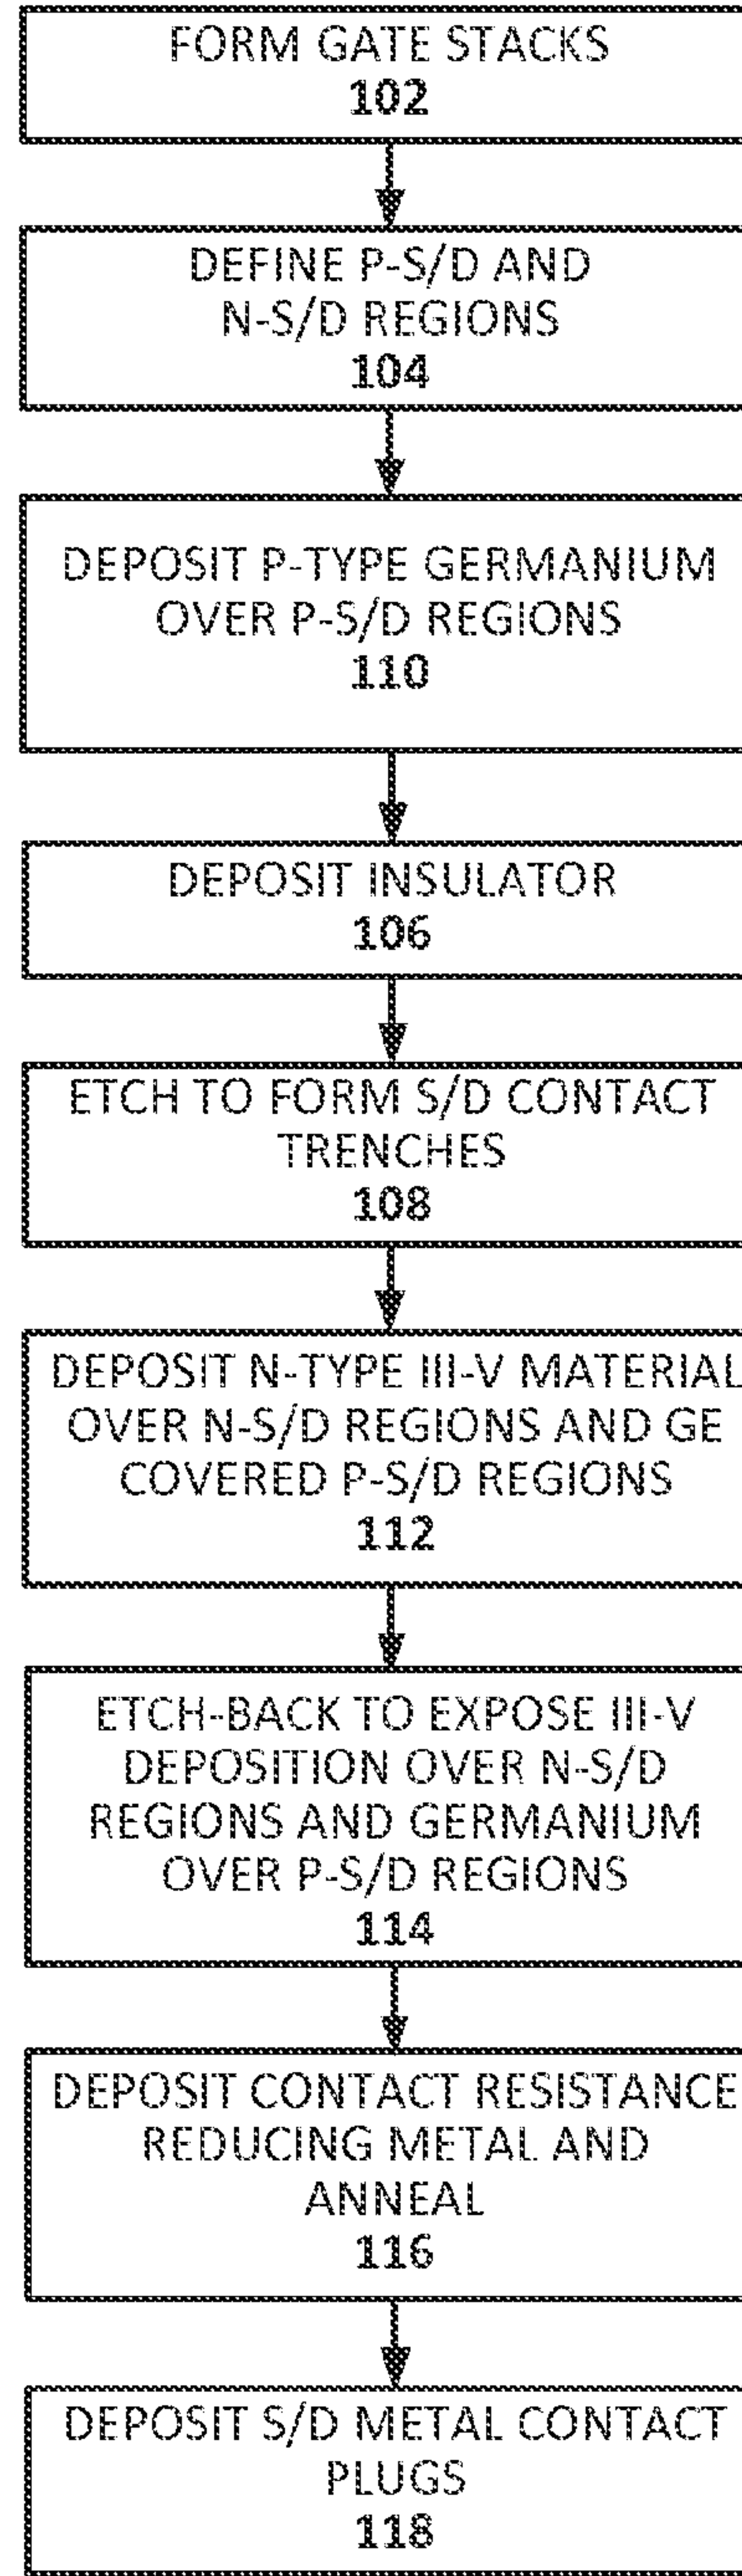 FORM GATE STACKS
102
DEFINE P-S/D AND
N-S/D REGIONS
104
DEPOSIT P-TYPE GERMANIUM
OVER P-S/D REGIONS
110
DEPOSIT INSULATOR
106
ETCH TO FORM S/D CONTACT
TRENCHES
108
DEPOSIT N-TYPE III-V MATERIAL
OVER N-S/D REGIONS AND GE
COVERED P-S/D REGIONS
112
ETCH-BACK TO EXPOSE III-V
DEPOSITION OVER N-S/D
REGIONS AND GERMANIUM
OVER P-S/D REGIONS
114
DEPOSIT CONTACT RESISTANCE
REDUCING METAL AND
ANNEAL
116
DEPOSIT S/D METAL CONTACT
PLUGS
118